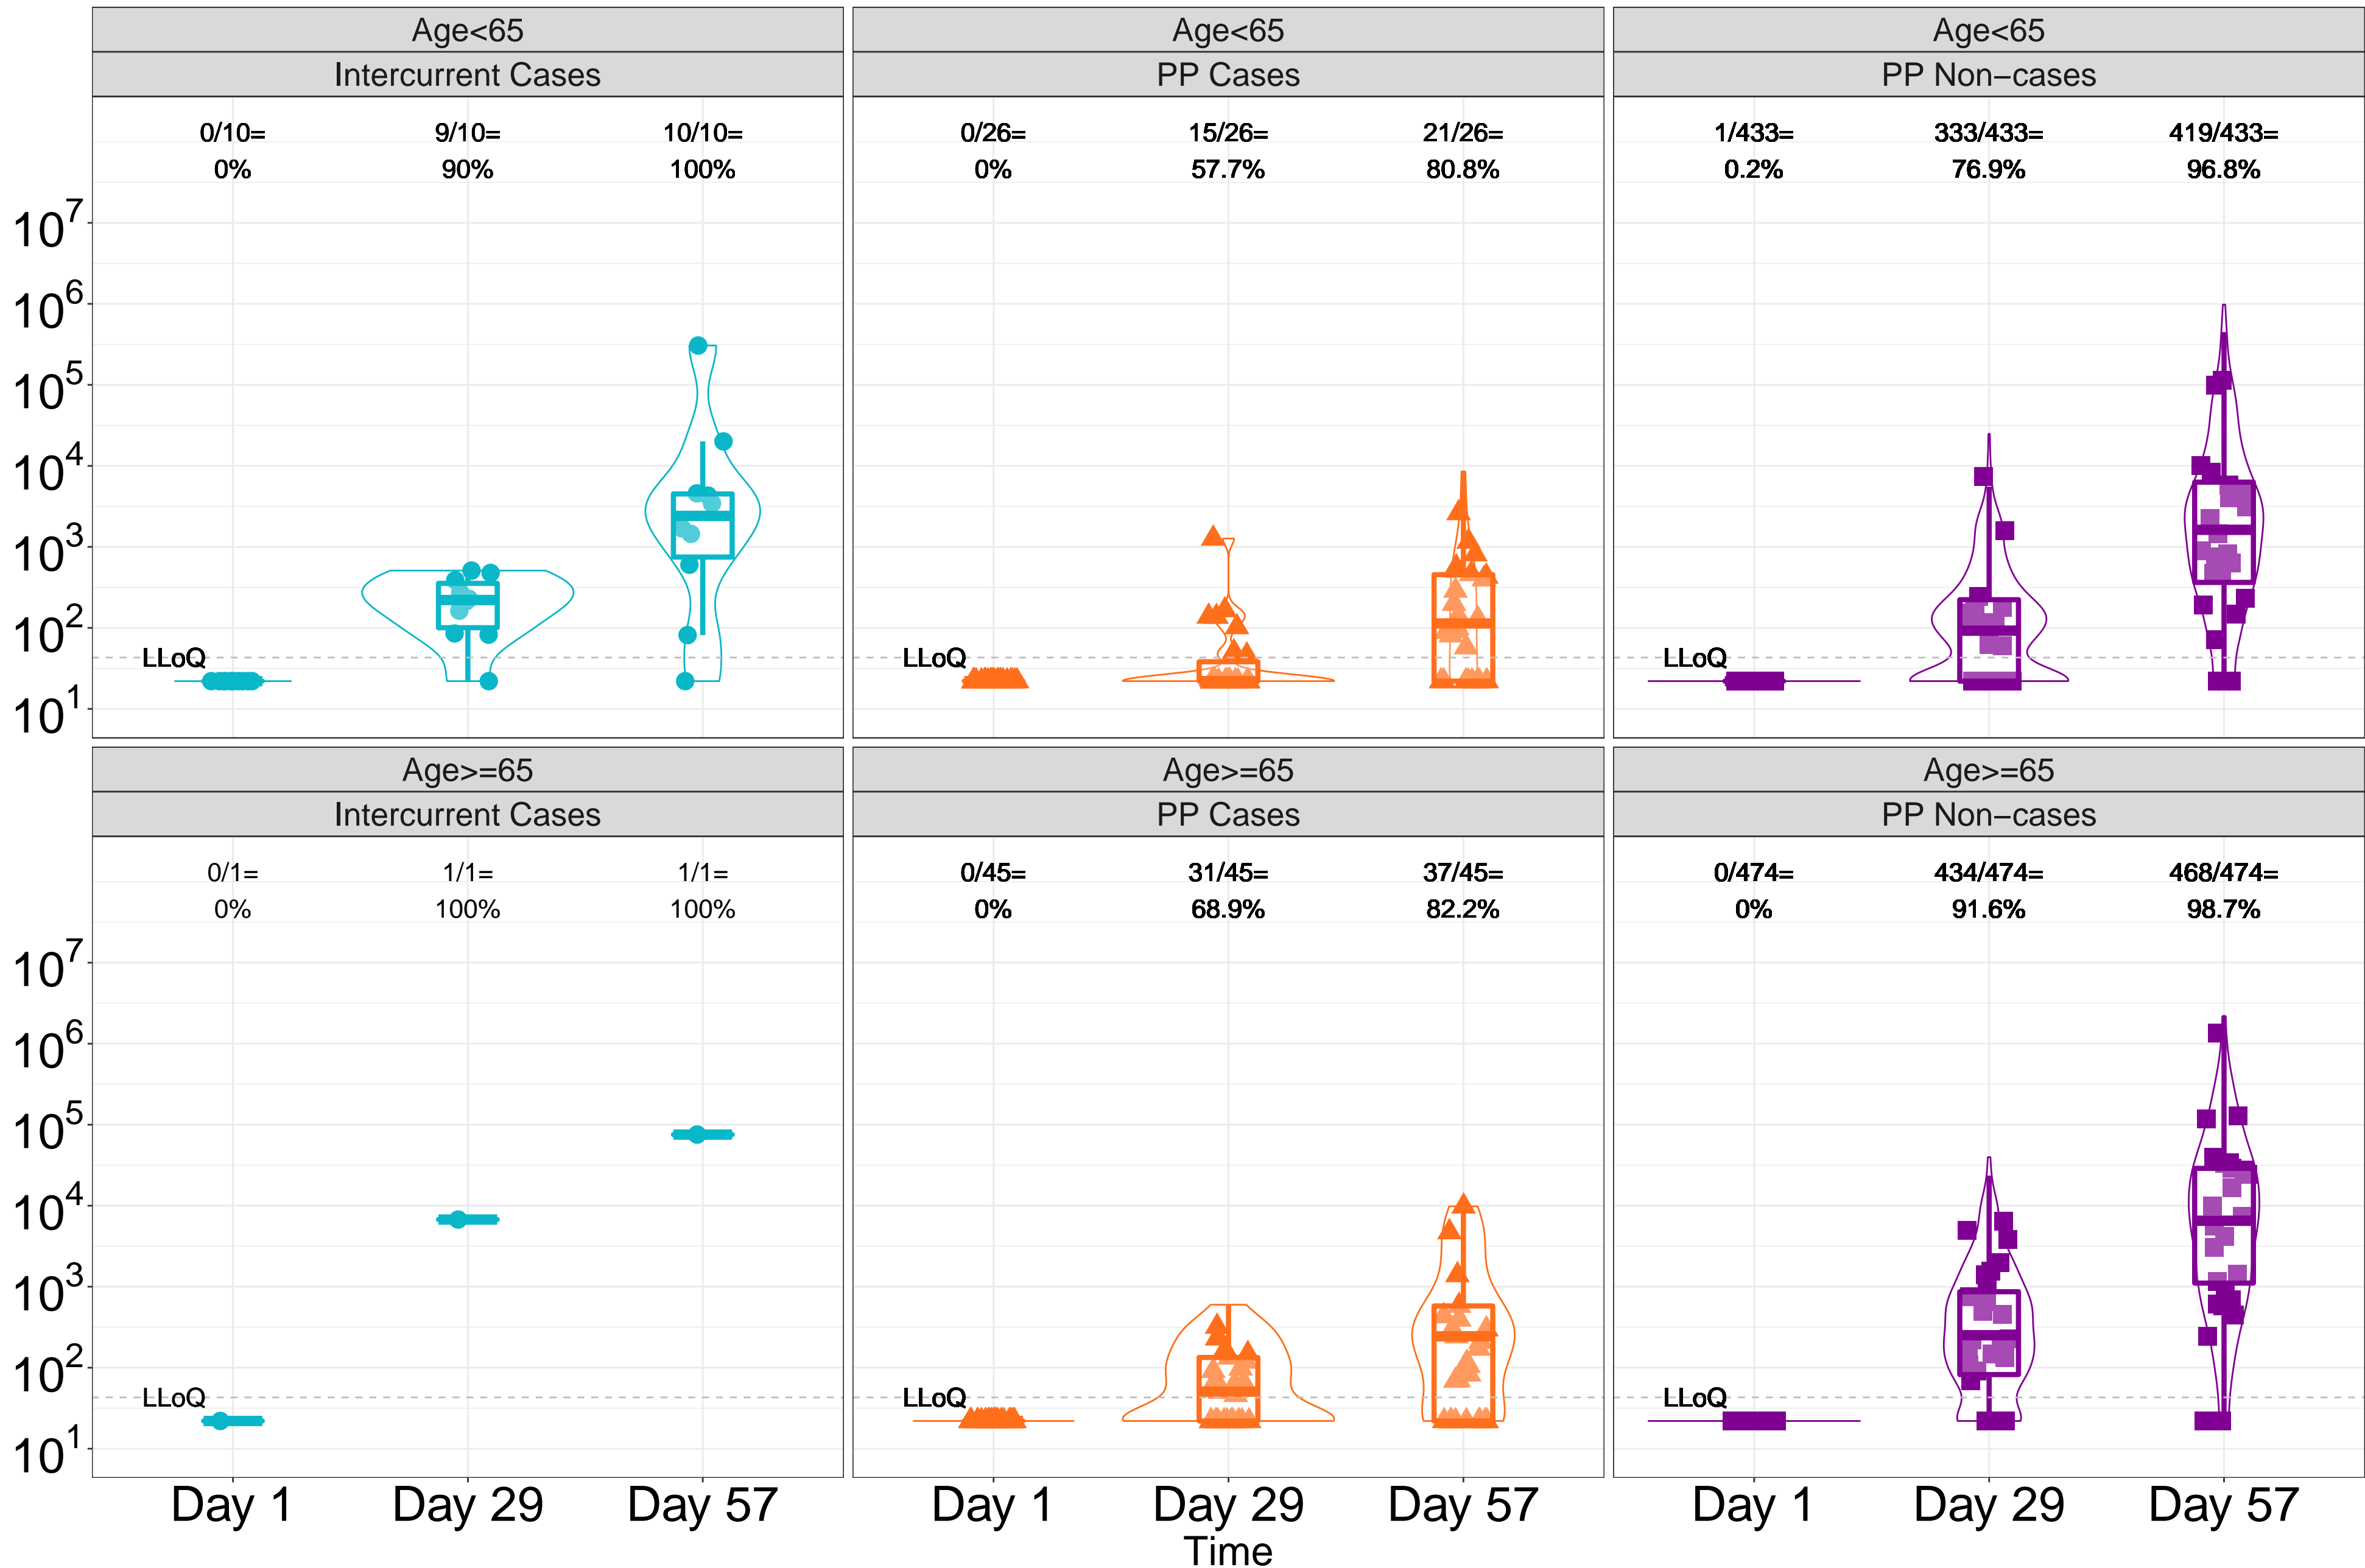 Age<65 Age<65 Age<65
Intercurrent Cases PP Cases PP Non−cases
0/10= 9/10= 10/10= 0/26= 15/26= 21/26= 1/433= 333/433= 419/433=
0% 90% 100% 0% 57.7% 80.8% 0.2% 76.9% 96.8%
10^7
10^6
10^5
10^4
10^3
10^2
LLoQ LLoQ LLoQ
10^1
Age>=65 Age>=65 Age>=65
Intercurrent Cases PP Cases PP Non−cases
0/1= 1/1= 1/1= 0/45= 31/45= 37/45= 0/474= 434/474= 468/474=
0% 100% 100% 0% 68.9% 82.2% 0% 91.6% 98.7%
10^7
10^6
10^5
10^4
10^3
10^2
LLoQ LLoQ LLoQ
10^1
Day 1 Day 29 Day 57 Day 1 Day 29 Day 57 Day 1 Day 29 Day 57
Time